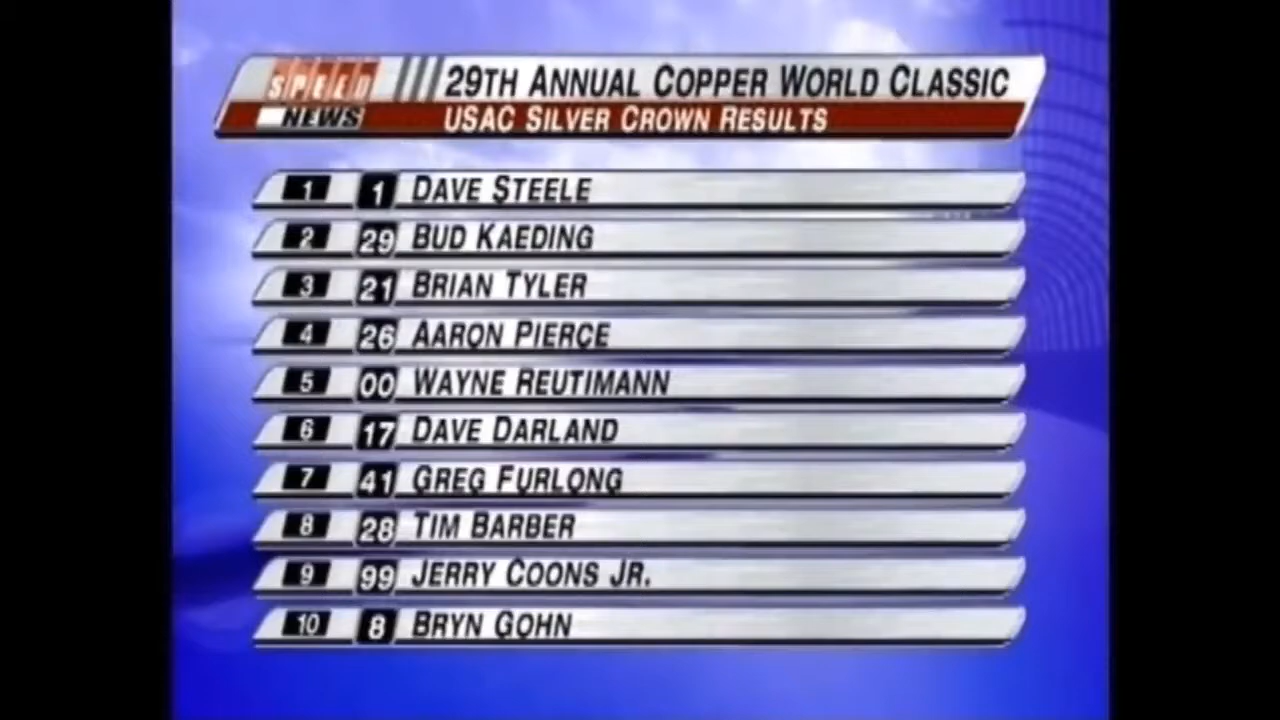 SPEED
NEWS
29TH ANNUAL COPPER WORLD CLASSIC
USAC SILVER CROWN RESULTS
1 1 DAVE STEELE
2 29 BUD KAEDING
3 21 BRIAN TYLER
4 26 AARON PIERCE
5 00 WAYNE REUTIMANN
6 17 DAVE DARLAND
7 41 GREG FURLONG
8 28 TIM BARBER
9 99 JERRY COONS JR.
10 8 BRYN GOHN